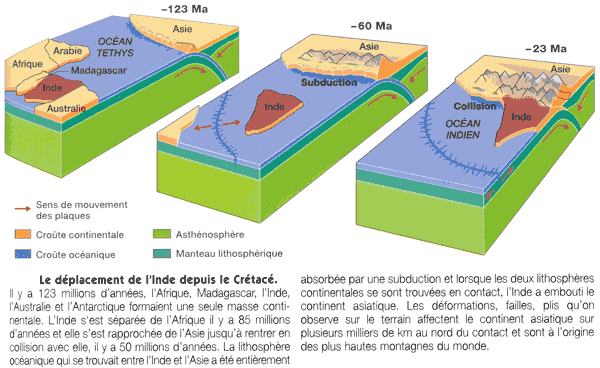 –123 Ma
Asie
OCÉAN
TETHYS
Arabie
Afrique
Madagascar
Inde
Australie
–60 Ma
Asie
Subduction
Inde
–23 Ma
Asie
Collision
Inde
OCÉAN
INDIEN
Sens de mouvement
des plaques
Croûte continentale
Croûte océanique
Asthénosphère
Manteau lithosphérique
Le déplacement de l'Inde depuis le Crétacé.
Il y a 123 millions d'années, l'Afrique, Madagascar, l'Inde,
l'Australie et l'Antarctique formaient une seule masse conti-
nentale. L'Inde s'est séparée de l'Afrique il y a 85 millions
d'années et elle s'est rapprochée de l'Asie jusqu'à rentrer en
collision avec elle, il y a 50 millions d'années. La lithosphère
océanique qui se trouvait entre l'Inde et l'Asie a été entièrement
absorbée par une subduction et lorsque les deux lithosphères
continentales se sont trouvées en contact, l'Inde a embouti le
continent asiatique. Les déformations, failles, plis qu'on
observe sur le terrain affectent le continent asiatique sur
plusieurs milliers de km au nord du contact et sont à l'origine
des plus hautes montagnes du monde.